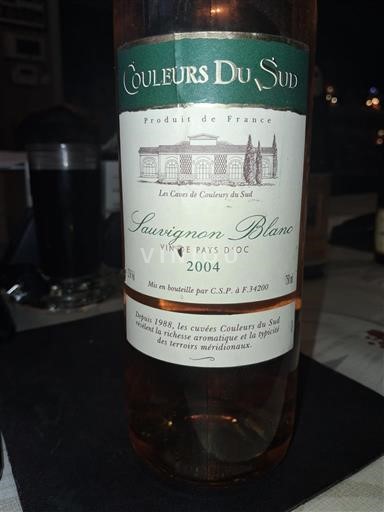 COULEURS DU SUD
Produit de France
Les Caves de Couleurs du Sud
Sauvignon Blanc
VIN DE PAYS D'OC
2004
Mis en bouteille par C.S.P. à F.34200
Depuis 1988, les cuvées Couleurs du Sud
révèlent la richesse aromatique et la typicité
des terroirs méridionaux.